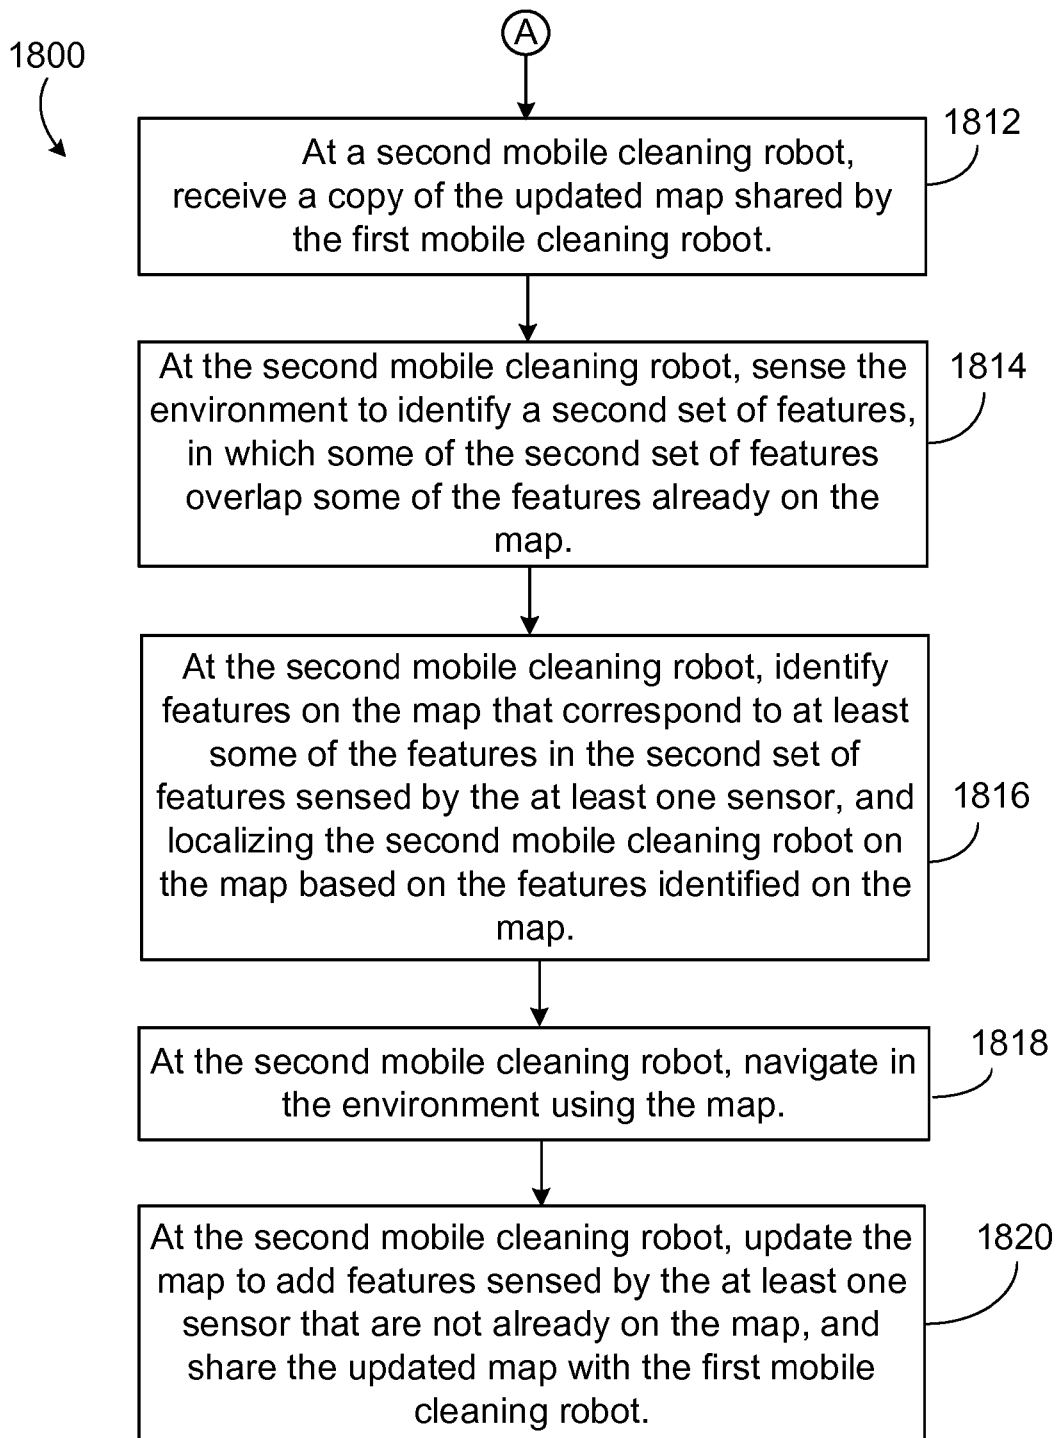 A
1800
1812
At a second mobile cleaning robot,
receive a copy of the updated map shared by
the first mobile cleaning robot.
1814
At the second mobile cleaning robot, sense the
environment to identify a second set of features,
in which some of the second set of features
overlap some of the features already on the
map.
1816
At the second mobile cleaning robot, identify
features on the map that correspond to at least
some of the features in the second set of
features sensed by the at least one sensor, and
localizing the second mobile cleaning robot on
the map based on the features identified on the
map.
1818
At the second mobile cleaning robot, navigate in
the environment using the map.
1820
At the second mobile cleaning robot, update the
map to add features sensed by the at least one
sensor that are not already on the map, and
share the updated map with the first mobile
cleaning robot.